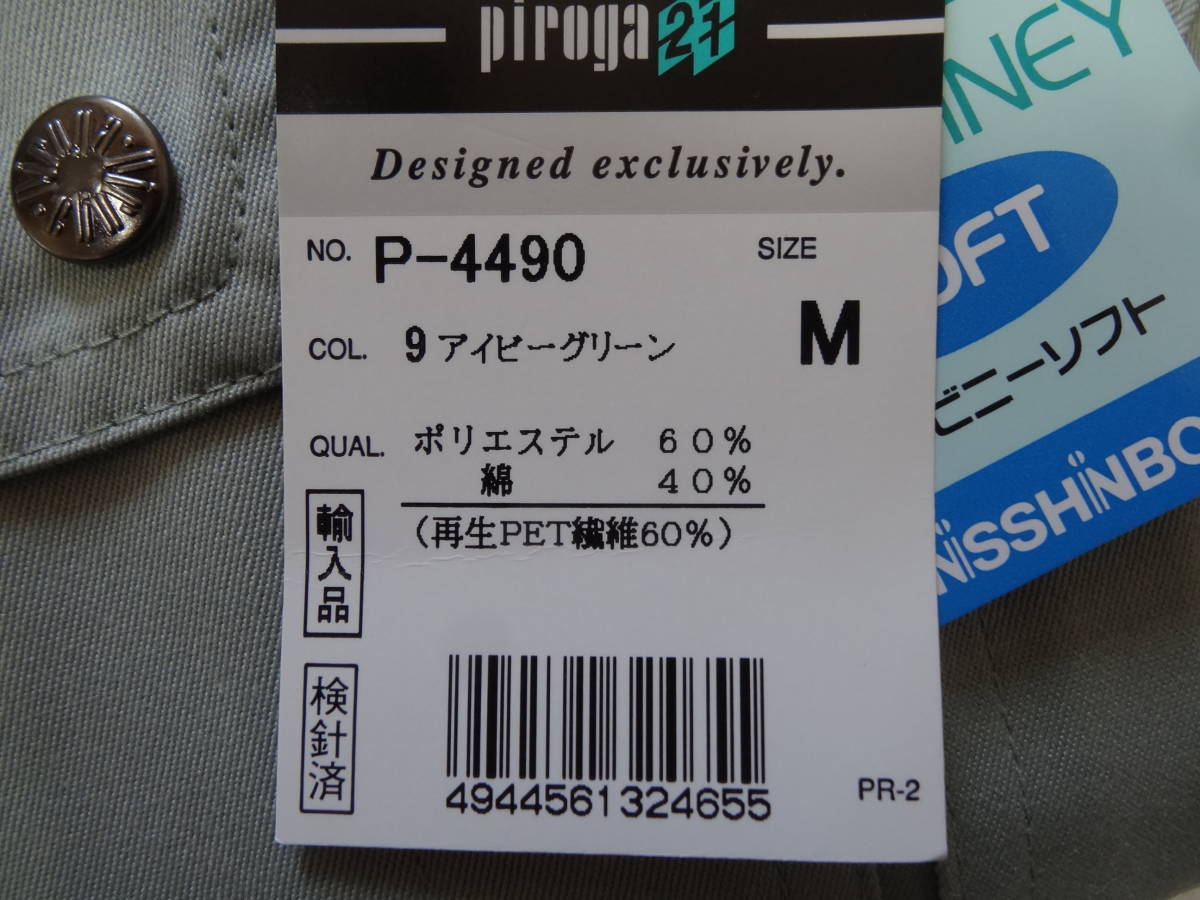 piroga21
Designed exclusively.
NO. P-4490
SIZE
M
COL. 9 アイビーグリーン
QUAL. ポリエステル 60%
綿 40%
(再生PET繊維60%)
輸入品
検針済
4944561324655
PR-2
INEY
OFT
ビニーソフト
NISSHINBO